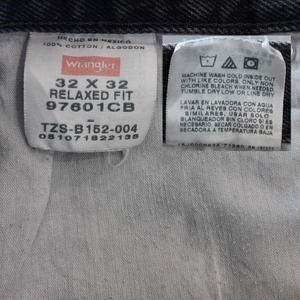 HECHO EN MEXICO
100% COTTON / ALGODON
Wrangler
32 X 32
RELAXED FIT
97601CB
-
TZS-B152-004
081071822138
MACHINE WASH COLD INSIDE OUT
WITH LIKE COLORS, ONLY NON
CHLORINE BLEACH WHEN NEEDED,
TUMBLE DRY LOW OR LINE DRY
LAVAR EN LAVADORA CON AGUA
FRIA AL REVES CON COLORES
SIMILARES, USAR SOLO
BLANQUEADOR SIN CLORO SI ES
NECESARIO, SECAR EN SECADORA
A TEMPERATURA BAJA